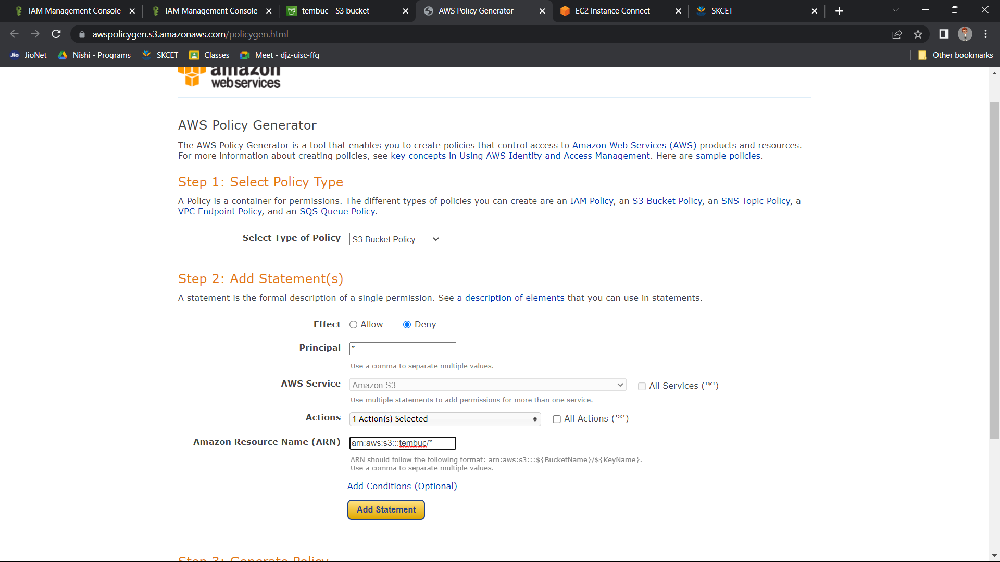 IAM Management Console
IAM Management Console
tembuc - S3 bucket
AWS Policy Generator
EC2 Instance Connect
SKCET
awspolicygen.s3.amazonaws.com/policygen.html
Jio JioNet
Nishi - Programs
SKCET
Classes
Meet - djz-uisc-ffg
Other bookmarks
amazon
webservices
AWS Policy Generator
The AWS Policy Generator is a tool that enables you to create policies that control access to Amazon Web Services (AWS) products and resources.
For more information about creating policies, see key concepts in Using AWS Identity and Access Management. Here are sample policies.
Step 1: Select Policy Type
A Policy is a container for permissions. The different types of policies you can create are an IAM Policy, an S3 Bucket Policy, an SNS Topic Policy, a
VPC Endpoint Policy, and an SQS Queue Policy.
Select Type of Policy S3 Bucket Policy
Step 2: Add Statement(s)
A statement is the formal description of a single permission. See a description of elements that you can use in statements.
Effect Allow Deny
Principal *
Use a comma to separate multiple values.
AWS Service Amazon S3 All Services ('*')
Use multiple statements to add permissions for more than one service.
Actions 1 Action(s) Selected All Actions ('*')
Amazon Resource Name (ARN) arn:aws:s3:::tembuc/*
ARN should follow the following format: arn:aws:s3:::${BucketName}/${KeyName}.
Use a comma to separate multiple values.
Add Conditions (Optional)
Add Statement
Step 3: Generate Policy